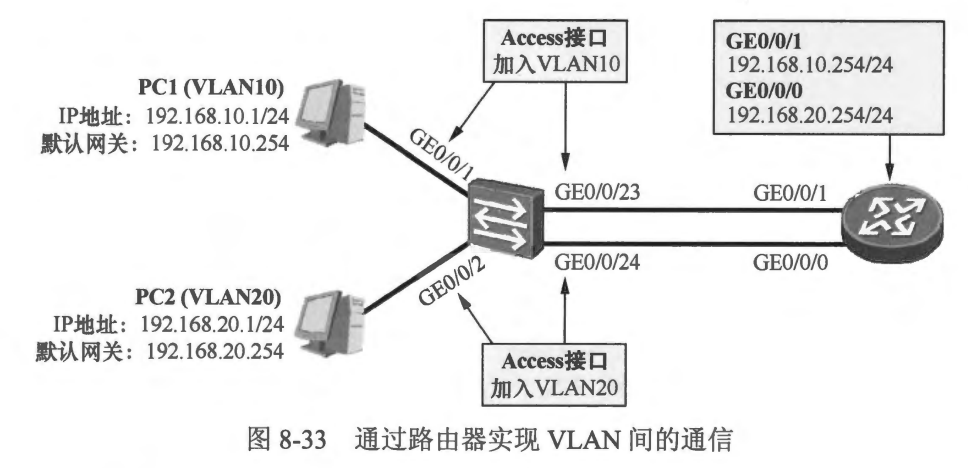 Access接口
加入VLAN10
GE0/0/1
192.168.10.254/24
GE0/0/0
192.168.20.254/24
PC1 (VLAN10)
IP地址：192.168.10.1/24
默认网关：192.168.10.254
GE0/0/1
GE0/0/23
GE0/0/1
GE0/0/2
GE0/0/24
GE0/0/0
PC2 (VLAN20)
IP地址：192.168.20.1/24
默认网关：192.168.20.254
Access接口
加入VLAN20
图 8-33 通过路由器实现 VLAN 间的通信